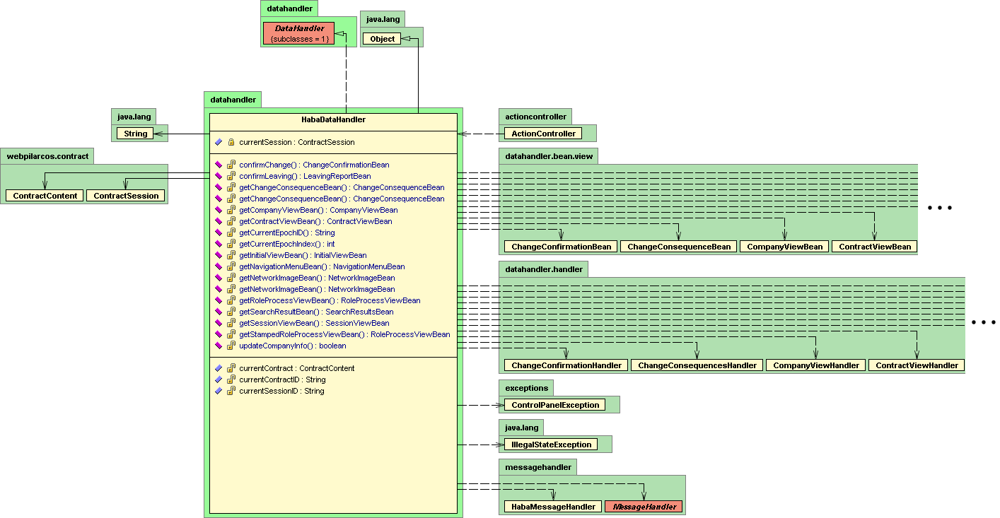 datahandler
DataHandler
{subclasses = 1}
java.lang
Object
datahandler
HabaDataHandler
currentSession : ContractSession
confirmChange() : ChangeConfirmationBean
confirmLeaving() : LeavingReportBean
getChangeConsequenceBean() : ChangeConsequenceBean
getChangeConsequenceBean() : ChangeConsequenceBean
getCompanyViewBean() : CompanyViewBean
getContractViewBean() : ContractViewBean
getCurrentEpochID() : String
getCurrentEpochIndex() : int
getInitialViewBean() : InitialViewBean
getNavigationMenuBean() : NavigationMenuBean
getNetworkImageBean() : NetworkImageBean
getNetworkImageBean() : NetworkImageBean
getRoleProcessViewBean() : RoleProcessViewBean
getSearchResultBean() : SearchResultsBean
getSessionViewBean() : SessionViewBean
getStampedRoleProcessViewBean() : RoleProcessViewBean
updateCompanyInfo() : boolean
currentContract : ContractContent
currentContractID : String
currentSessionID : String
java.lang
String
webpilarcos.contract
ContractContent
ContractSession
actioncontroller
ActionController
datahandler.bean.view
ChangeConfirmationBean
ChangeConsequenceBean
CompanyViewBean
ContractViewBean
datahandler.handler
ChangeConfirmationHandler
ChangeConsequencesHandler
CompanyViewHandler
ContractViewHandler
exceptions
ControlPanelException
java.lang
IllegalStateException
messagehandler
HabaMessageHandler
MessageHandler